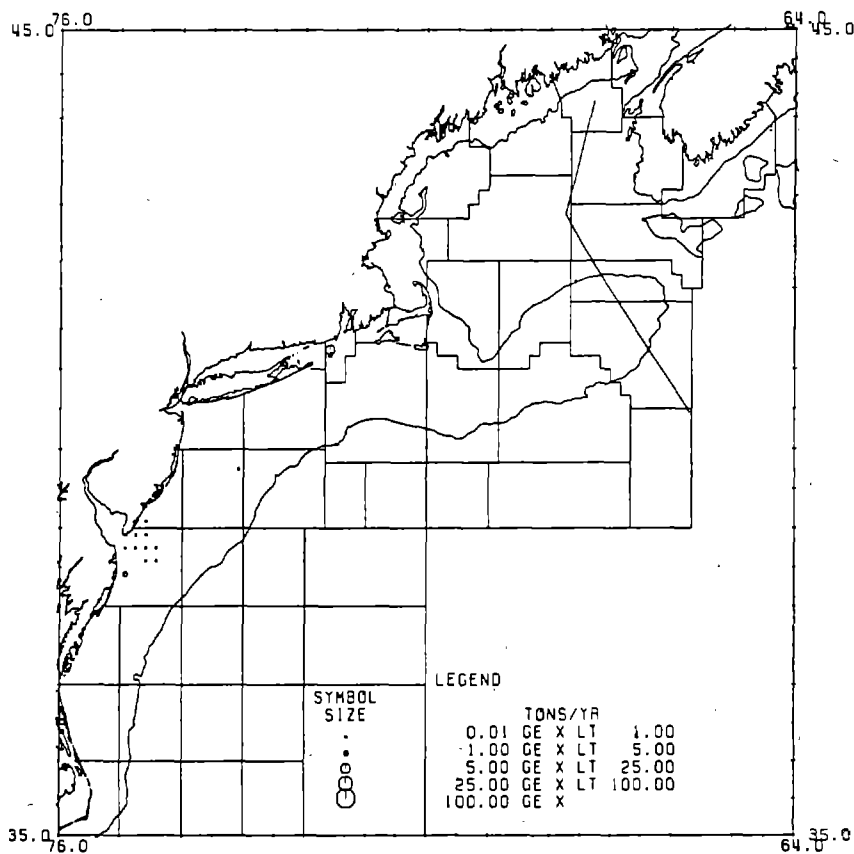 76.0 64.0
45.0 45.0
LEGEND
SYMBOL
SIZE
TONS/YR
0.01 GE X LT 1.00
1.00 GE X LT 5.00
5.00 GE X LT 25.00
25.00 GE X LT 100.00
100.00 GE X
35.0 35.0
76.0 64.0